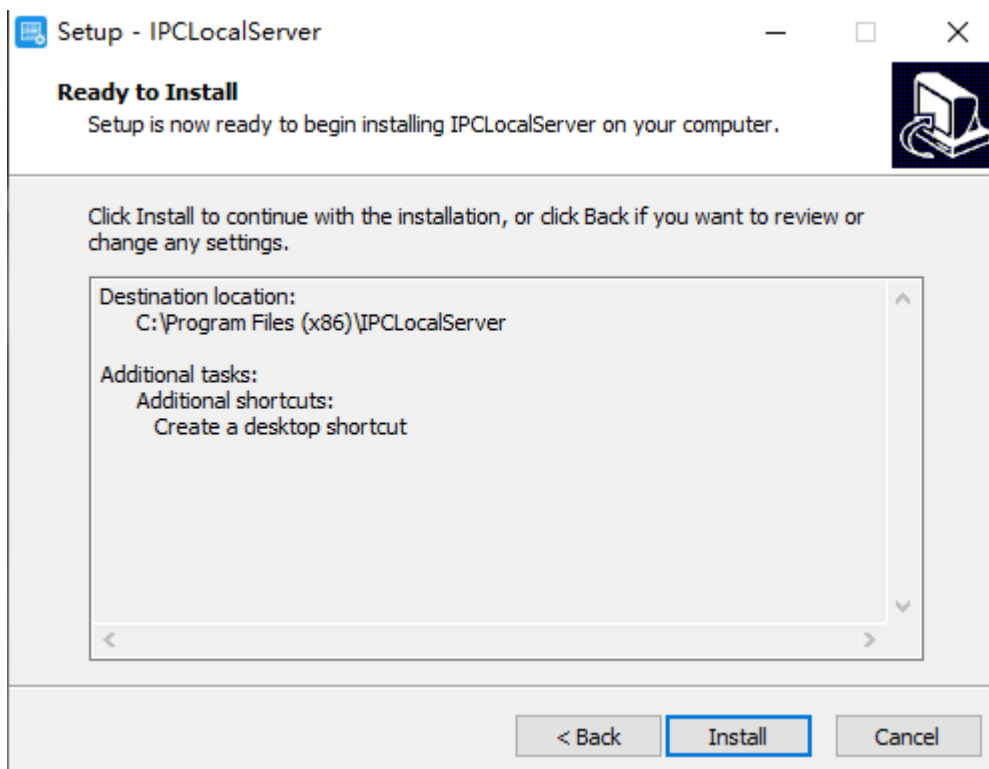 Setup - IPCLocalServer
Ready to Install
Setup is now ready to begin installing IPCLocalServer on your computer.
Click Install to continue with the installation, or click Back if you want to review or
change any settings.
Destination location:
C:\Program Files (x86)\IPCLocalServer
Additional tasks:
Additional shortcuts:
Create a desktop shortcut
< Back
Install
Cancel